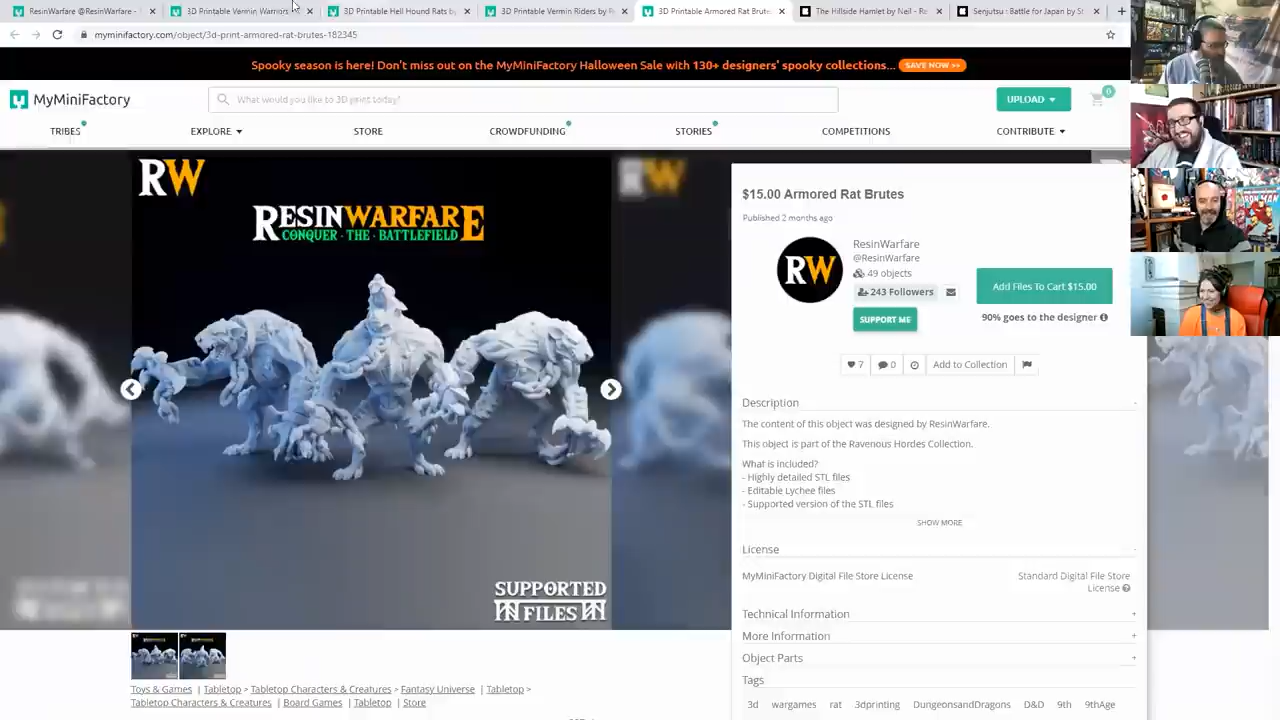 ResinWarfare @ResinWarfare -
3D Printable Vermin Warriors
3D Printable Hell Hound Rats by
3D Printable Vermin Riders by R
3D Printable Armored Rat Brute
The Hillside Hamlet by Neil - R
Senjutsu : Battle for Japan by St
myminifactory.com/object/3d-print-armored-rat-brutes-182345
Spooky season is here! Don't miss out on the MyMiniFactory Halloween Sale with 130+ designers' spooky collections... SAVE NOW >>
MyMiniFactory
What would you like to 3D print today?
UPLOAD
0
TRIBES EXPLORE STORE CROWDFUNDING STORIES COMPETITIONS CONTRIBUTE
RW
RESINWARFARE
CONQUER · THE · BATTLEFIELD
SUPPORTED
FILES
$15.00 Armored Rat Brutes
Published 2 months ago
RW
ResinWarfare
@ResinWarfare
49 objects
243 Followers
SUPPORT ME
Add Files To Cart $15.00
90% goes to the designer
7 0 Add to Collection
Description -
The content of this object was designed by ResinWarfare.
This object is part of the Ravenous Hordes Collection.
What is included?
- Highly detailed STL files
- Editable Lychee files
- Supported version of the STL files
SHOW MORE
License -
MyMiniFactory Digital File Store License
Standard Digital File Store
License
Technical Information +
More Information +
Object Parts +
Tags
3d wargames rat 3dprinting DungeonsandDragons D&D 9th 9thAge
Toys & Games | Tabletop > Tabletop Characters & Creatures > Fantasy Universe | Tabletop >
Tabletop Characters & Creatures | Board Games | Tabletop | Store
IRON MAN